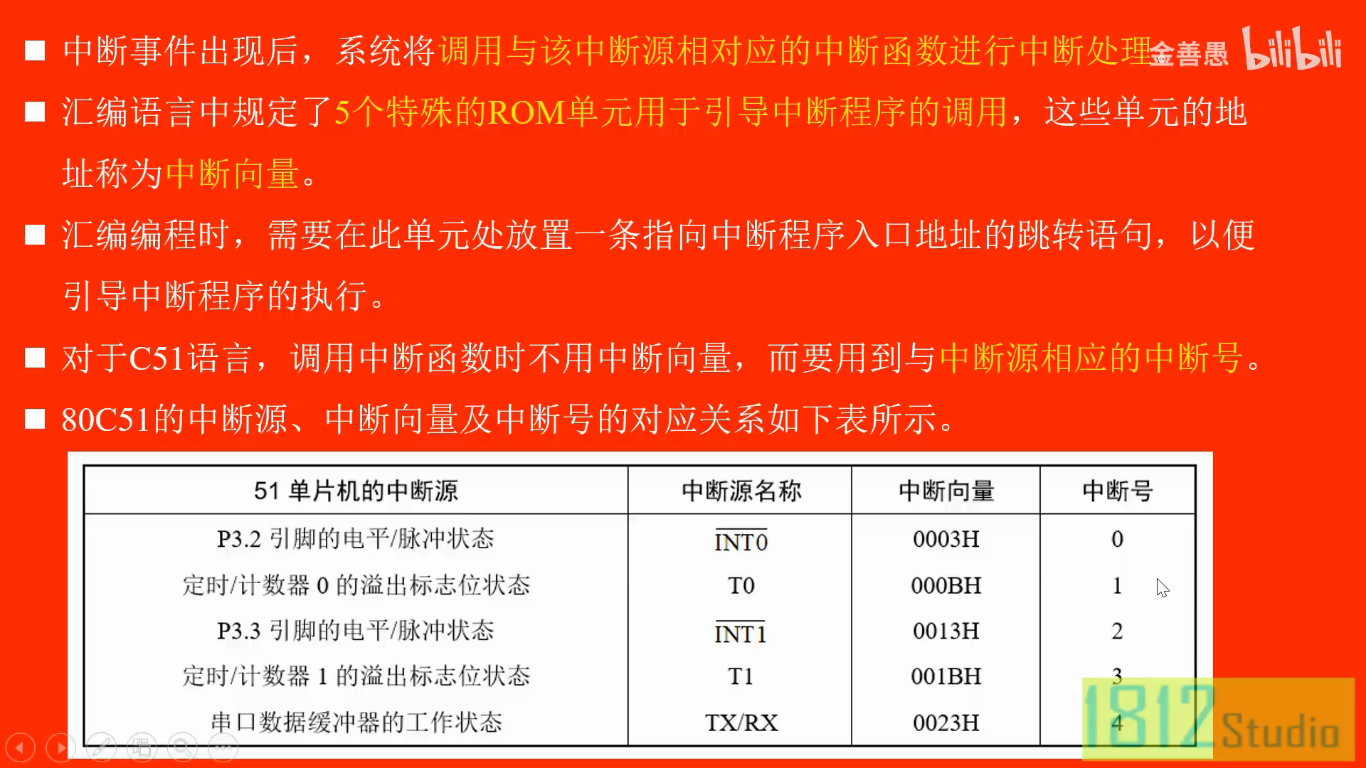 中断事件出现后，系统将调用与该中断源相对应的中断函数进行中断处理
金善愚 bilibili
汇编语言中规定了5个特殊的ROM单元用于引导中断程序的调用，这些单元的地
址称为中断向量。
汇编编程时，需要在此单元处放置一条指向中断程序入口地址的跳转语句，以便
引导中断程序的执行。
对于C51语言，调用中断函数时不用中断向量，而要用到与中断源相应的中断号。
80C51的中断源、中断向量及中断号的对应关系如下表所示。
51 单片机的中断源 中断源名称 中断向量 中断号
P3.2 引脚的电平/脉冲状态 INT0 0003H 0
定时/计数器 0 的溢出标志位状态 T0 000BH 1
P3.3 引脚的电平/脉冲状态 INT1 0013H 2
定时/计数器 1 的溢出标志位状态 T1 001BH 3
串口数据缓冲器的工作状态 TX/RX 0023H 4
1812 Studio